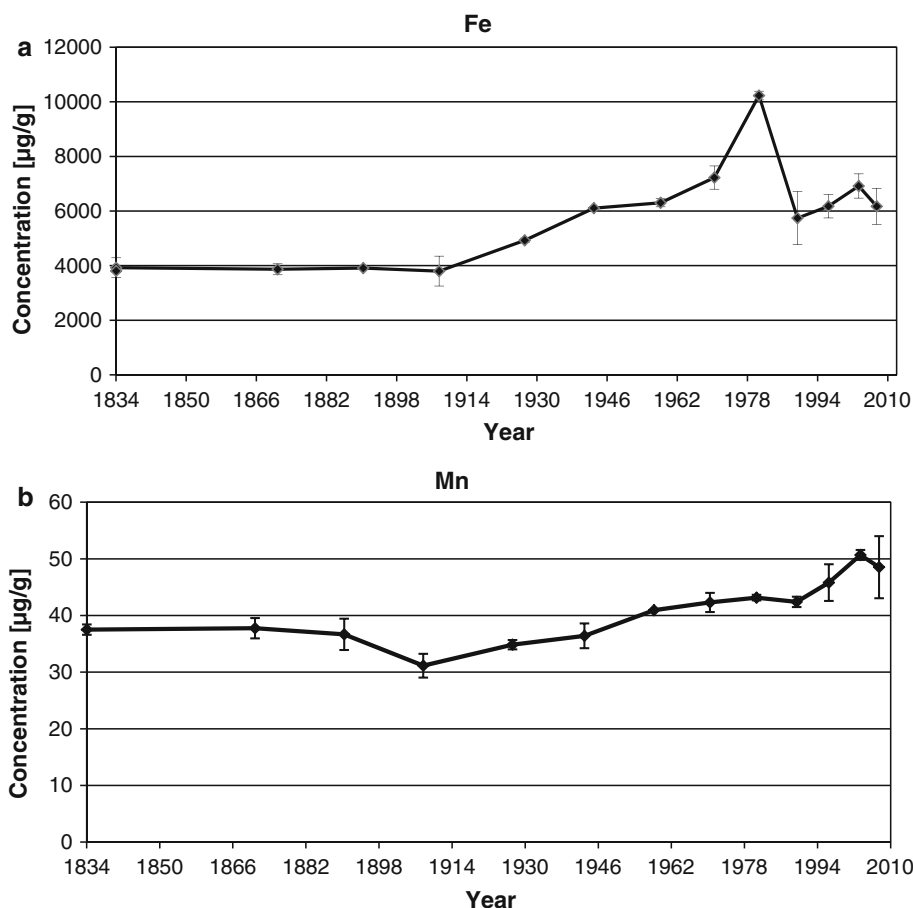 a
Fe
12000
10000
8000
6000
4000
2000
0
Concentration [µg/g]
1834 1850 1866 1882 1898 1914 1930 1946 1962 1978 1994 2010
Year
b
Mn
60
50
40
30
20
10
0
Concentration [µg/g]
1834 1850 1866 1882 1898 1914 1930 1946 1962 1978 1994 2010
Year